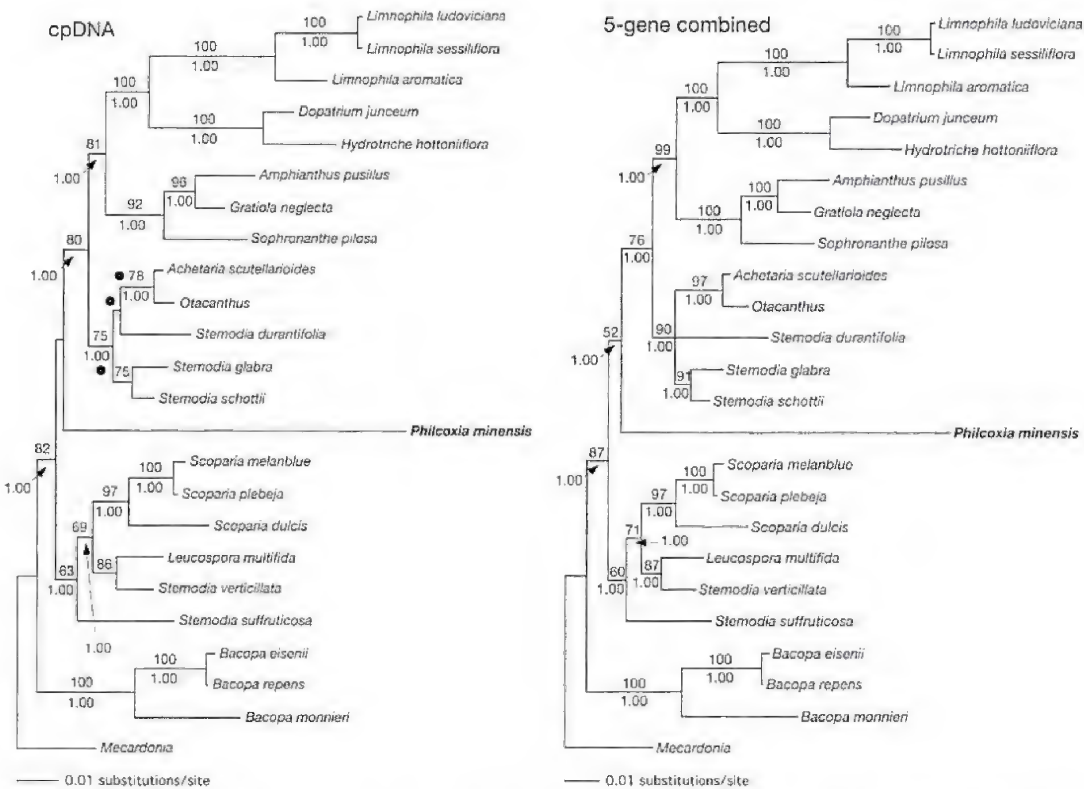 cpDNA
100
1.00
Limnophila ludoviciana
Limnophila sessiliflora
100
1.00
Limnophila aromatica
100
1.00
100
1.00
Dopatrium junceum
Hydrotriche hottoniiflora
81
1.00
96
1.00
Amphianthus pusillus
Gratiola neglecta
92
1.00
Sophronanthe pilosa
80
1.00
78
1.00
Achetaria scutellarioides
Otacanthus
Stemodia durantifolia
75
1.00
75
Stemodia glabra
Stemodia schottii
Philcoxia minensis
82
1.00
100
1.00
Scoparia melanblue
Scoparia plebeja
97
1.00
Scoparia dulcis
69
86
Leucospora multifida
Stemodia verticillata
63
1.00
Stemodia suffruticosa
1.00
100
1.00
Bacopa eisenii
Bacopa repens
100
1.00
Bacopa monnieri
Mecardonia
0.01 substitutions/site
5-gene combined
100
1.00
Limnophila ludoviciana
Limnophila sessiliflora
100
1.00
Limnophila aromatica
100
1.00
100
1.00
Dopatrium junceum
Hydrotriche hottoniiflora
99
1.00
100
1.00
Amphianthus pusillus
Gratiola neglecta
100
1.00
Sophronanthe pilosa
76
1.00
97
1.00
Achetaria scutellarioides
Otacanthus
90
1.00
Stemodia durantifolia
91
1.00
Stemodia glabra
Stemodia schottii
52
1.00
Philcoxia minensis
87
1.00
100
1.00
Scoparia melanblue
Scoparia plebeja
97
1.00
Scoparia dulcis
71
1.00
87
1.00
Leucospora multifida
Stemodia verticillata
60
1.00
Stemodia suffruticosa
100
1.00
Bacopa eisenii
Bacopa repens
100
1.00
Bacopa monnieri
Mecardonia
0.01 substitutions/site